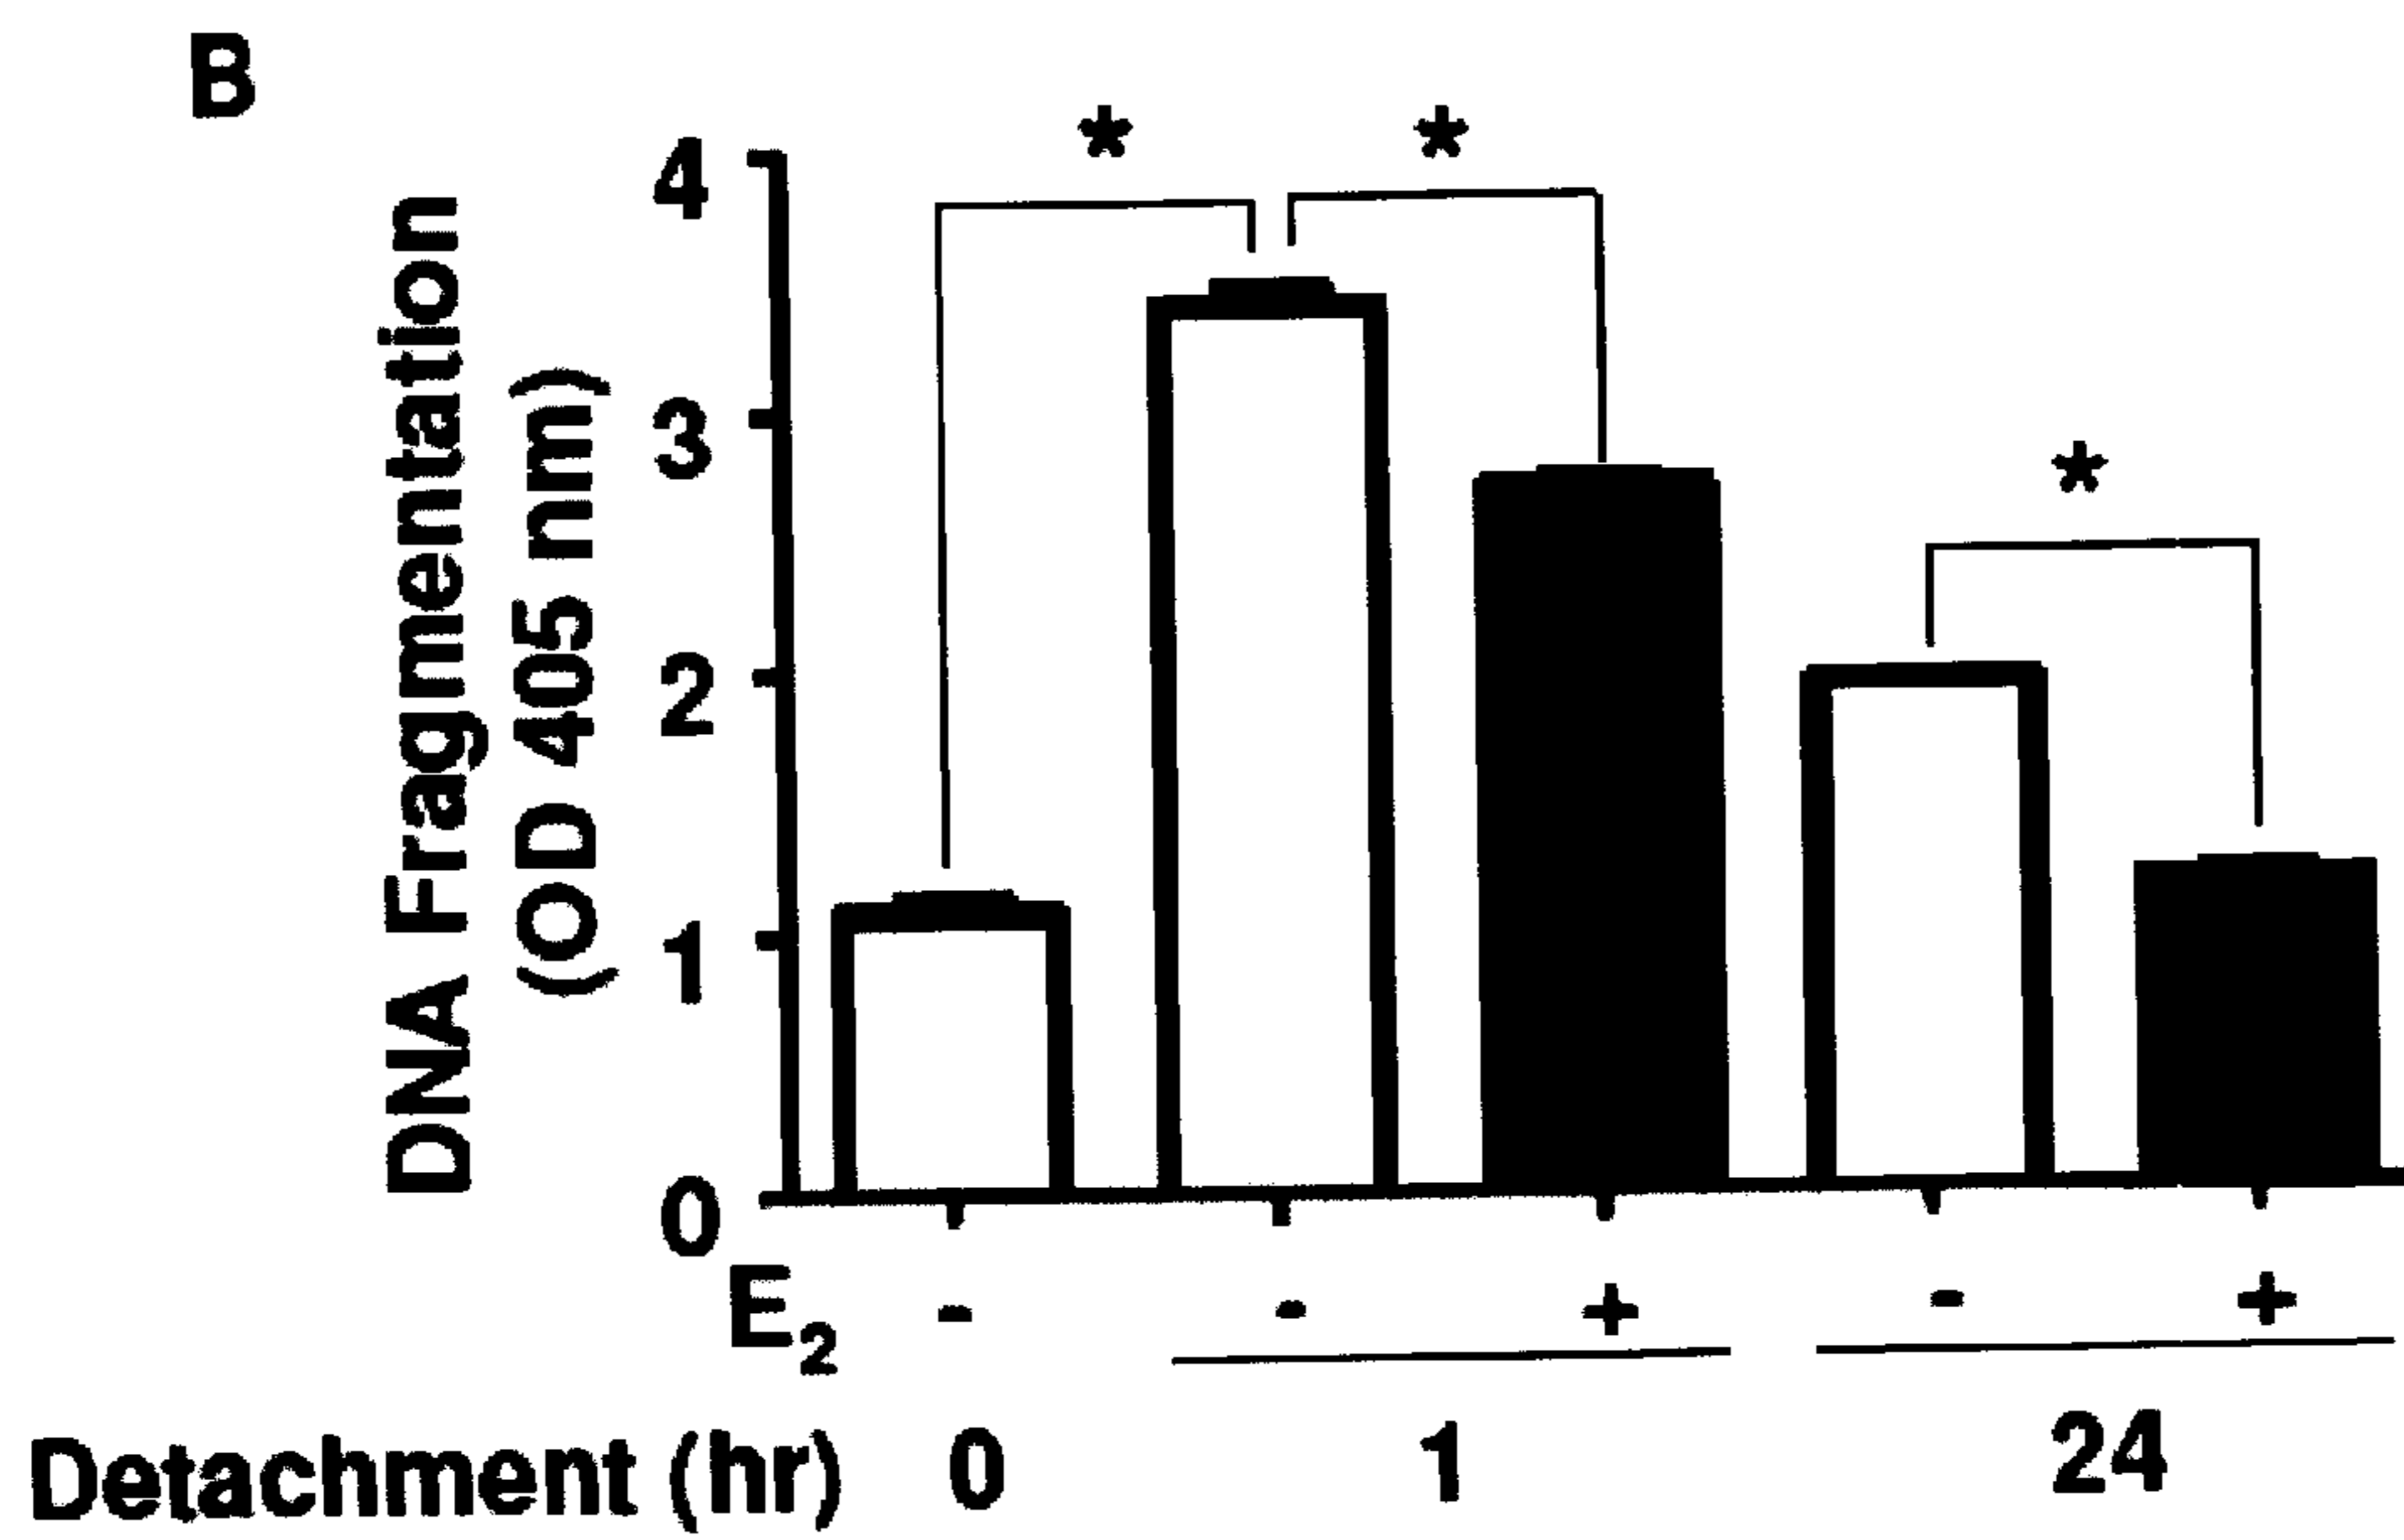 B
* *
4
3
*
2
1
0
DNA Fragmentation
(OD 405 nm)
E2 - - + - +
Detachment (hr) 0 1 24